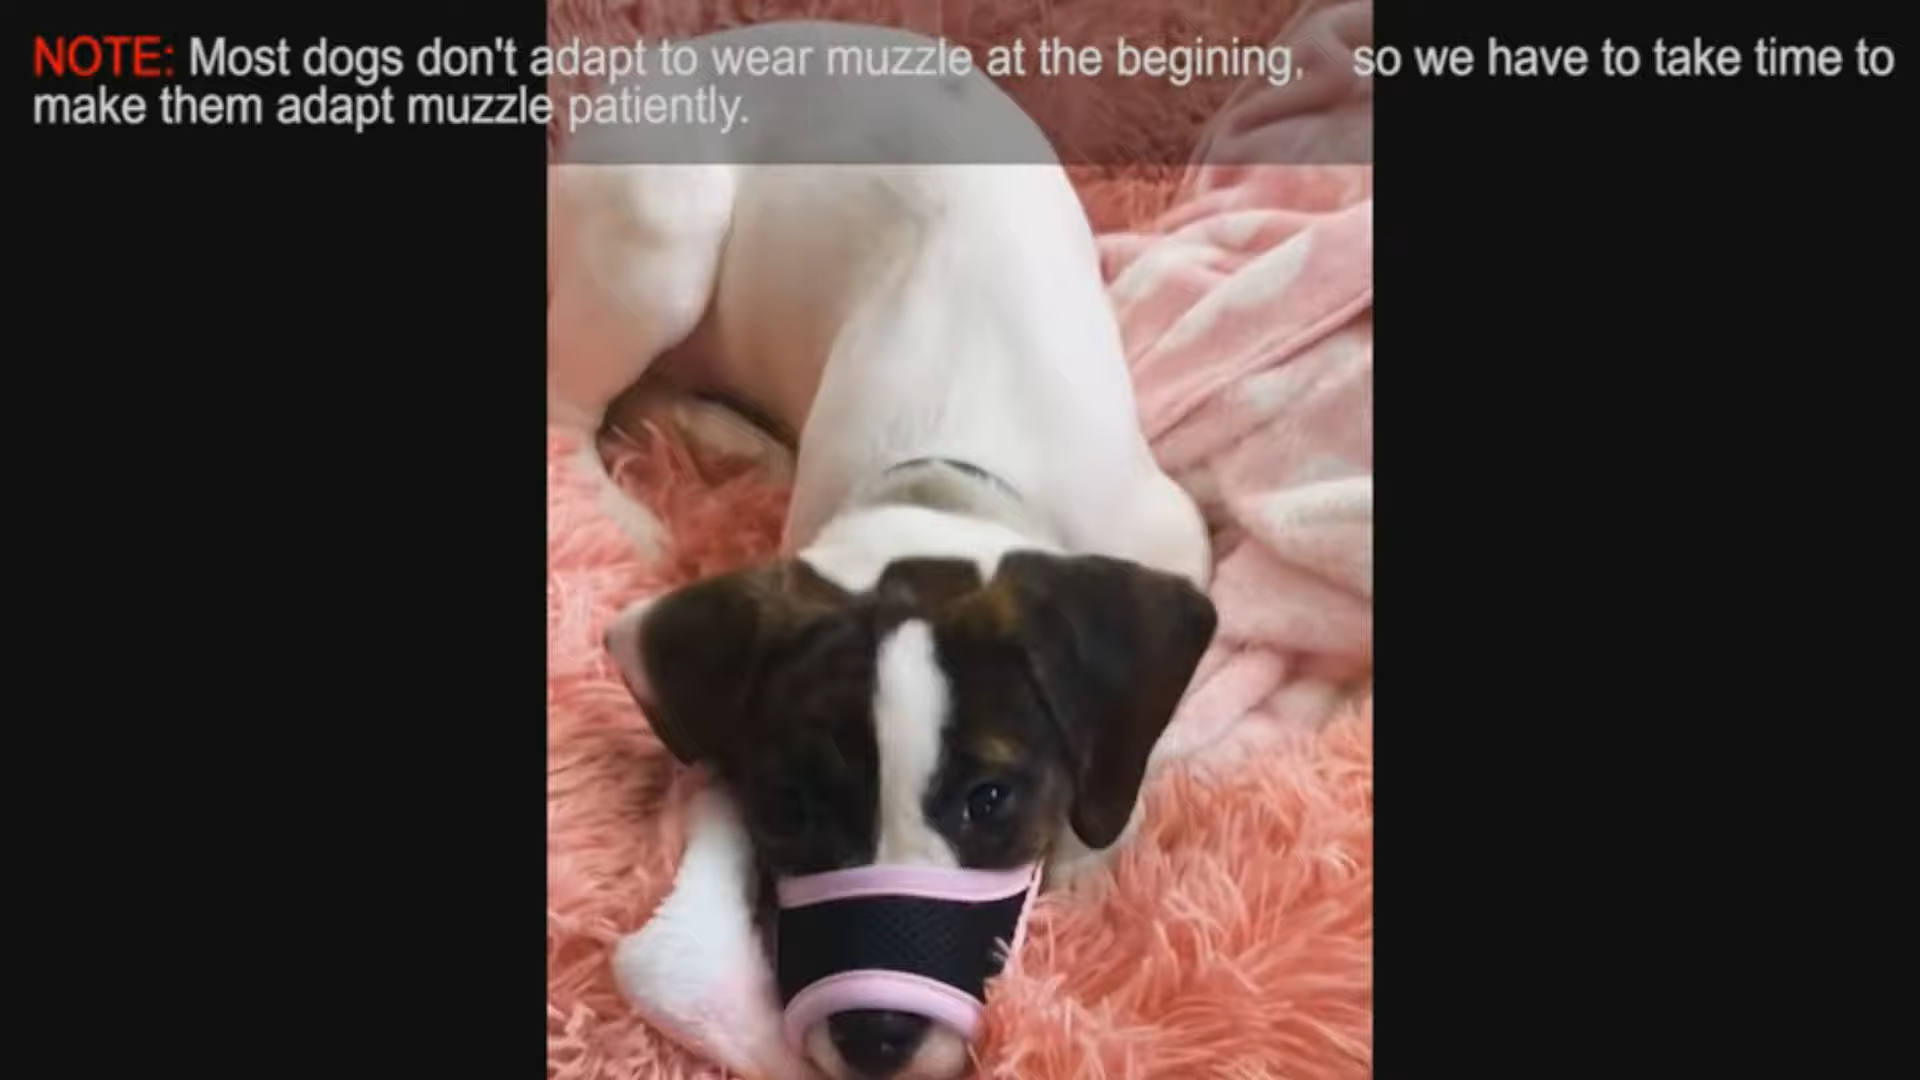 NOTE: Most dogs don't adapt to wear muzzle at the begining, so we have to take time to
make them adapt muzzle patiently.